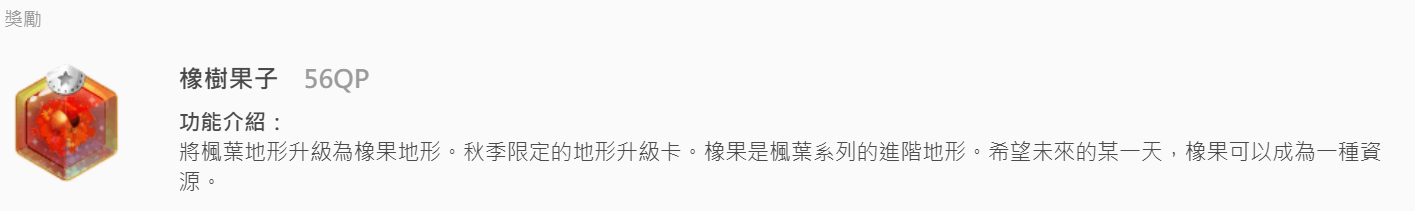 獎勵
橡樹果子 56QP
功能介紹：
將楓葉地形升級為橡果地形。秋季限定的地形升級卡。橡果是楓葉系列的進階地形。希望未來的某一天，橡果可以成為一種資
源。